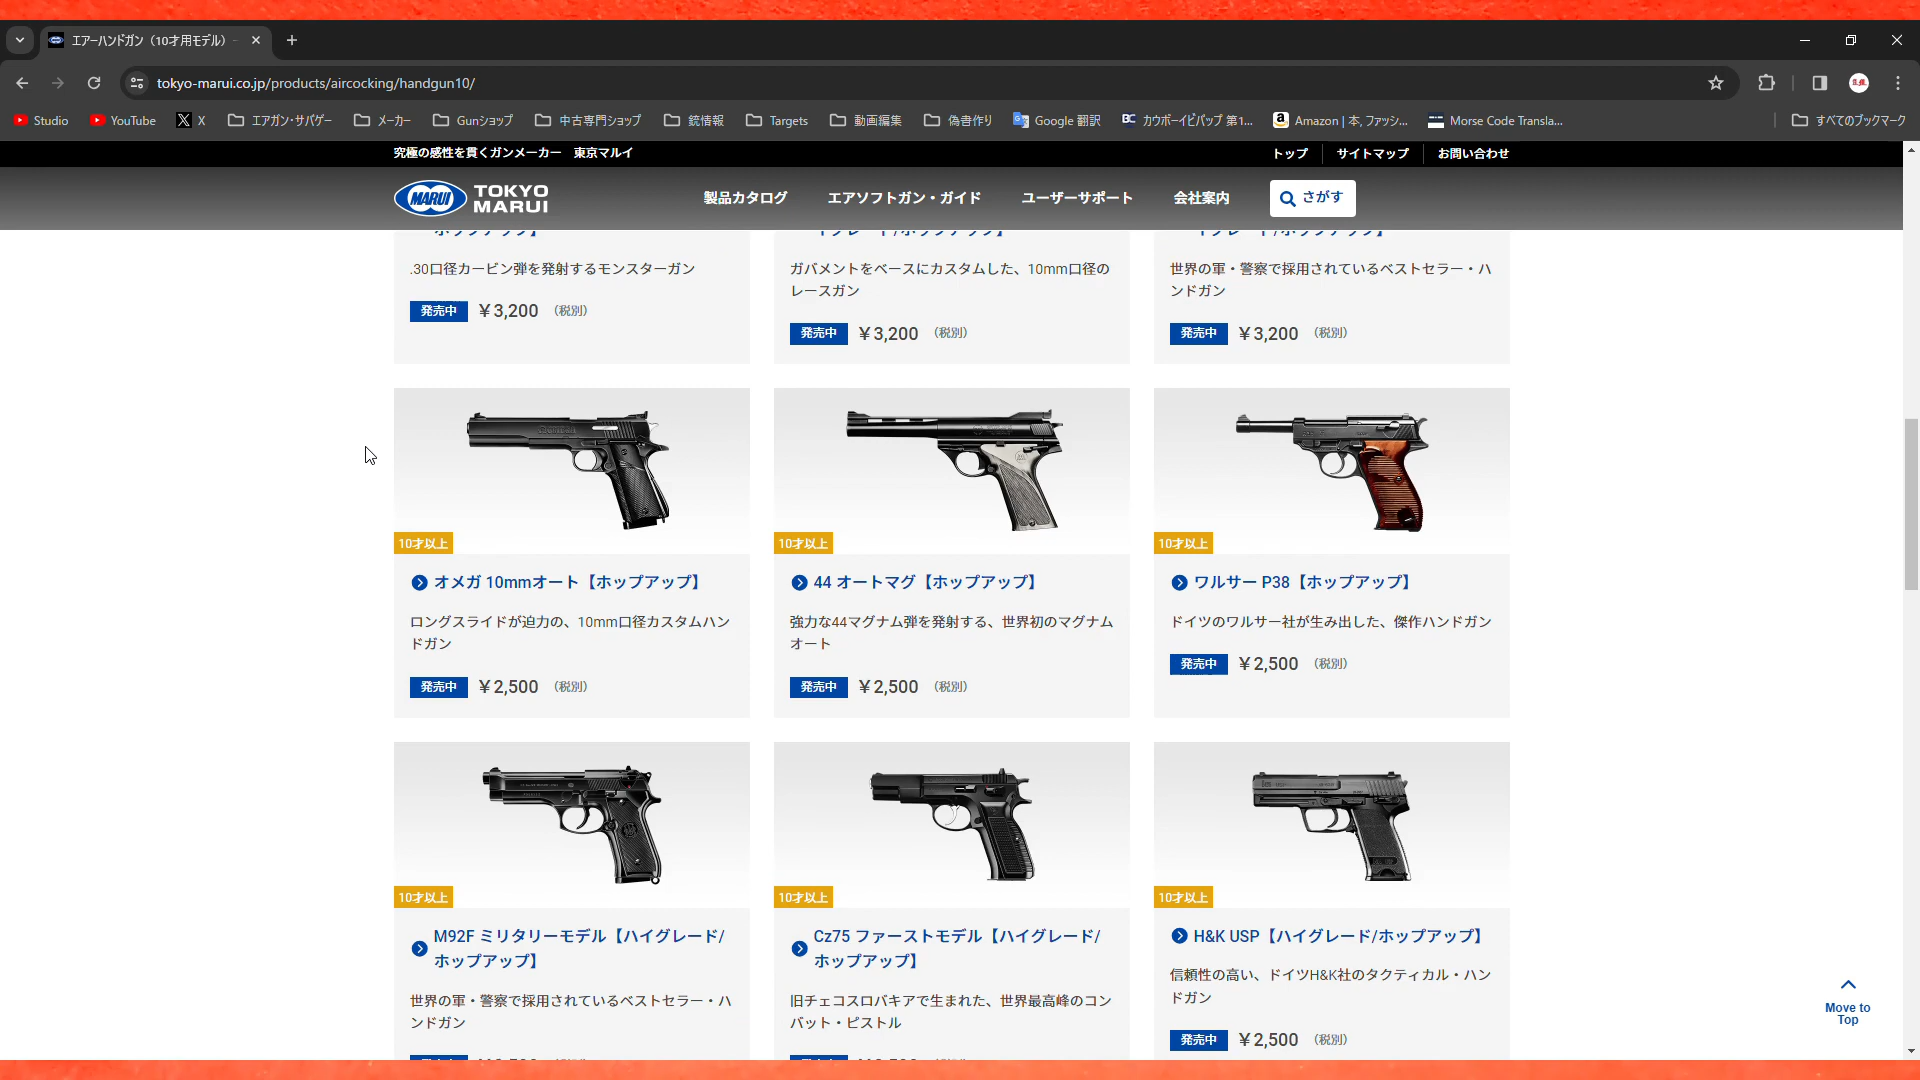 エアーハンドガン（10才用モデル）
tokyo-marui.co.jp/products/aircocking/handgun10/
Studio
YouTube
X
エアガン・サバゲー
メーカー
Gunショップ
中古専門ショップ
銃情報
Targets
動画編集
偽書作り
Google 翻訳
カウボーイビバップ 第1...
Amazon | 本, ファッシ...
Morse Code Transla...
すべてのブックマーク
究極の感性を貫くガンメーカー 東京マルイ
トップ
サイトマップ
お問い合わせ
MARUI
TOKYO
MARUI
製品カタログ
エアソフトガン・ガイド
ユーザーサポート
会社案内
さがす
ホップアップ】
イグレード/ホップアップ】
イグレード/ホップアップ】
.30口径カービン弾を発射するモンスターガン
発売中 ￥3,200 （税別）
ガバメントをベースにカスタムした、10mm口径の
レースガン
発売中 ￥3,200 （税別）
世界の軍・警察で採用されているベストセラー・ハ
ンドガン
発売中 ￥3,200 （税別）
10才以上
オメガ 10mmオート【ホップアップ】
ロングスライドが迫力の、10mm口径カスタムハン
ドガン
発売中 ￥2,500 （税別）
10才以上
44 オートマグ【ホップアップ】
強力な44マグナム弾を発射する、世界初のマグナム
オート
発売中 ￥2,500 （税別）
10才以上
ワルサー P38【ホップアップ】
ドイツのワルサー社が生み出した、傑作ハンドガン
発売中 ￥2,500 （税別）
10才以上
M92F ミリタリーモデル【ハイグレード/
ホップアップ】
世界の軍・警察で採用されているベストセラー・ハ
ンドガン
10才以上
Cz75 ファーストモデル【ハイグレード/
ホップアップ】
旧チェコスロバキアで生まれた、世界最高峰のコン
バット・ピストル
10才以上
H&K USP【ハイグレード/ホップアップ】
信頼性の高い、ドイツH&K社のタクティカル・ハン
ドガン
発売中 ￥2,500 （税別）
Move to
Top